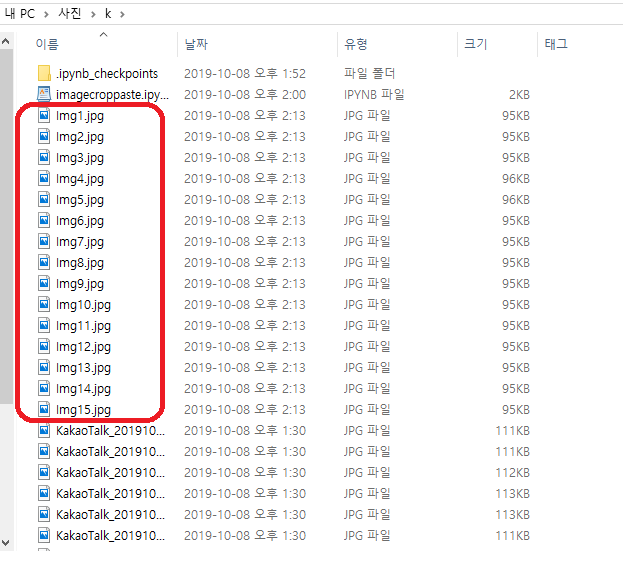 내 PC > 사진 > k >
이름 날짜 유형 크기 태그
.ipynb_checkpoints 2019-10-08 오후 1:52 파일 폴더
imagecroppaste.ipy... 2019-10-08 오후 2:00 IPYNB 파일 2KB
Img1.jpg 2019-10-08 오후 2:13 JPG 파일 95KB
Img2.jpg 2019-10-08 오후 2:13 JPG 파일 95KB
Img3.jpg 2019-10-08 오후 2:13 JPG 파일 95KB
Img4.jpg 2019-10-08 오후 2:13 JPG 파일 96KB
Img5.jpg 2019-10-08 오후 2:13 JPG 파일 96KB
Img6.jpg 2019-10-08 오후 2:13 JPG 파일 95KB
Img7.jpg 2019-10-08 오후 2:13 JPG 파일 95KB
Img8.jpg 2019-10-08 오후 2:13 JPG 파일 95KB
Img9.jpg 2019-10-08 오후 2:13 JPG 파일 95KB
Img10.jpg 2019-10-08 오후 2:13 JPG 파일 95KB
Img11.jpg 2019-10-08 오후 2:13 JPG 파일 95KB
Img12.jpg 2019-10-08 오후 2:13 JPG 파일 95KB
Img13.jpg 2019-10-08 오후 2:13 JPG 파일 95KB
Img14.jpg 2019-10-08 오후 2:13 JPG 파일 95KB
Img15.jpg 2019-10-08 오후 2:13 JPG 파일 95KB
KakaoTalk_201910... 2019-10-08 오후 1:30 JPG 파일 111KB
KakaoTalk_201910... 2019-10-08 오후 1:30 JPG 파일 111KB
KakaoTalk_201910... 2019-10-08 오후 1:30 JPG 파일 112KB
KakaoTalk_201910... 2019-10-08 오후 1:30 JPG 파일 113KB
KakaoTalk_201910... 2019-10-08 오후 1:30 JPG 파일 113KB
KakaoTalk_201910... 2019-10-08 오후 1:30 JPG 파일 113KB